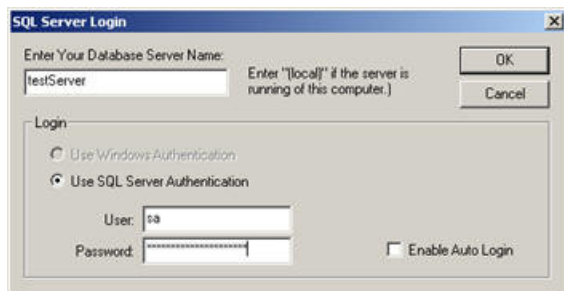 SQL Server Login
Enter Your Database Server Name:
testServer
Enter "(local)" if the server is
running of this computer.)
OK
Cancel
Login
Use Windows Authentication
Use SQL Server Authentication
User: sa
Password:
Enable Auto Login